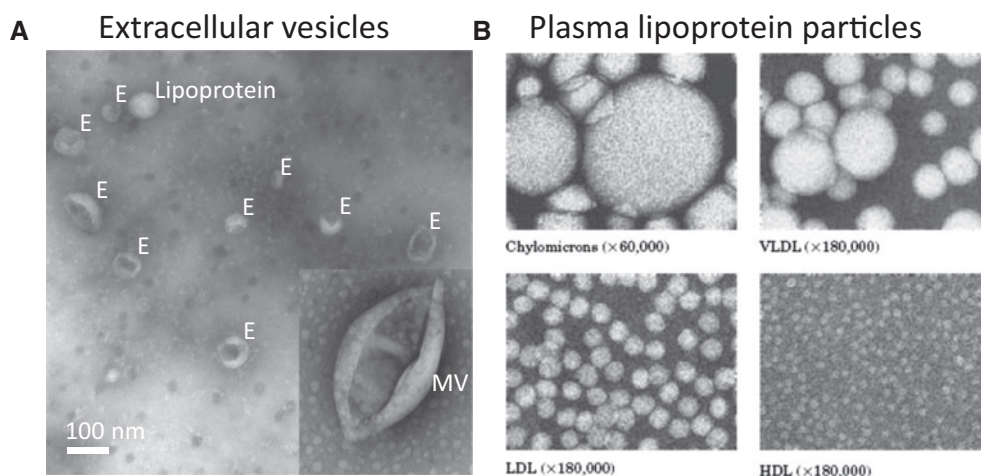 A Extracellular vesicles
E Lipoprotein
E
E
E
E
E
E
E
E
MV
100 nm
B Plasma lipoprotein particles
Chylomicrons (×60,000)
VLDL (×180,000)
LDL (×180,000)
HDL (×180,000)